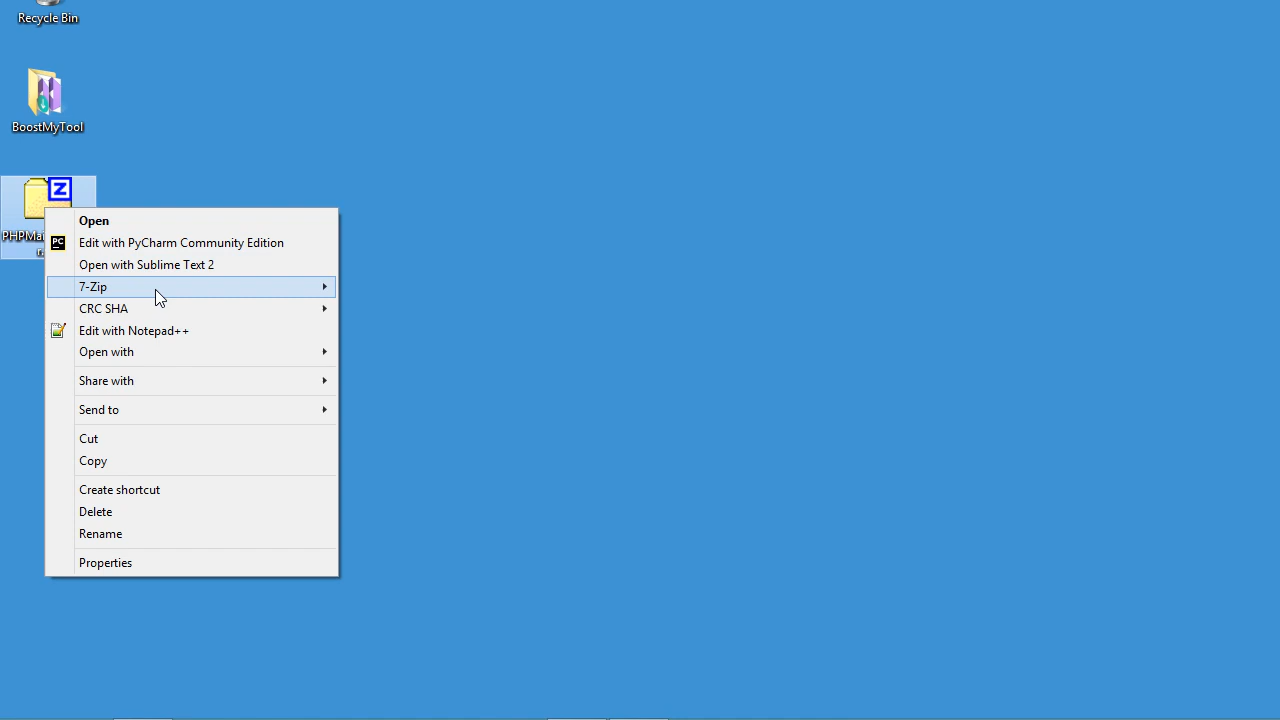 Recycle Bin
BoostMyTool
Z
Open
PC Edit with PyCharm Community Edition
Open with Sublime Text 2
7-Zip
CRC SHA
Edit with Notepad++
Open with
Share with
Send to
Cut
Copy
Create shortcut
Delete
Rename
Properties